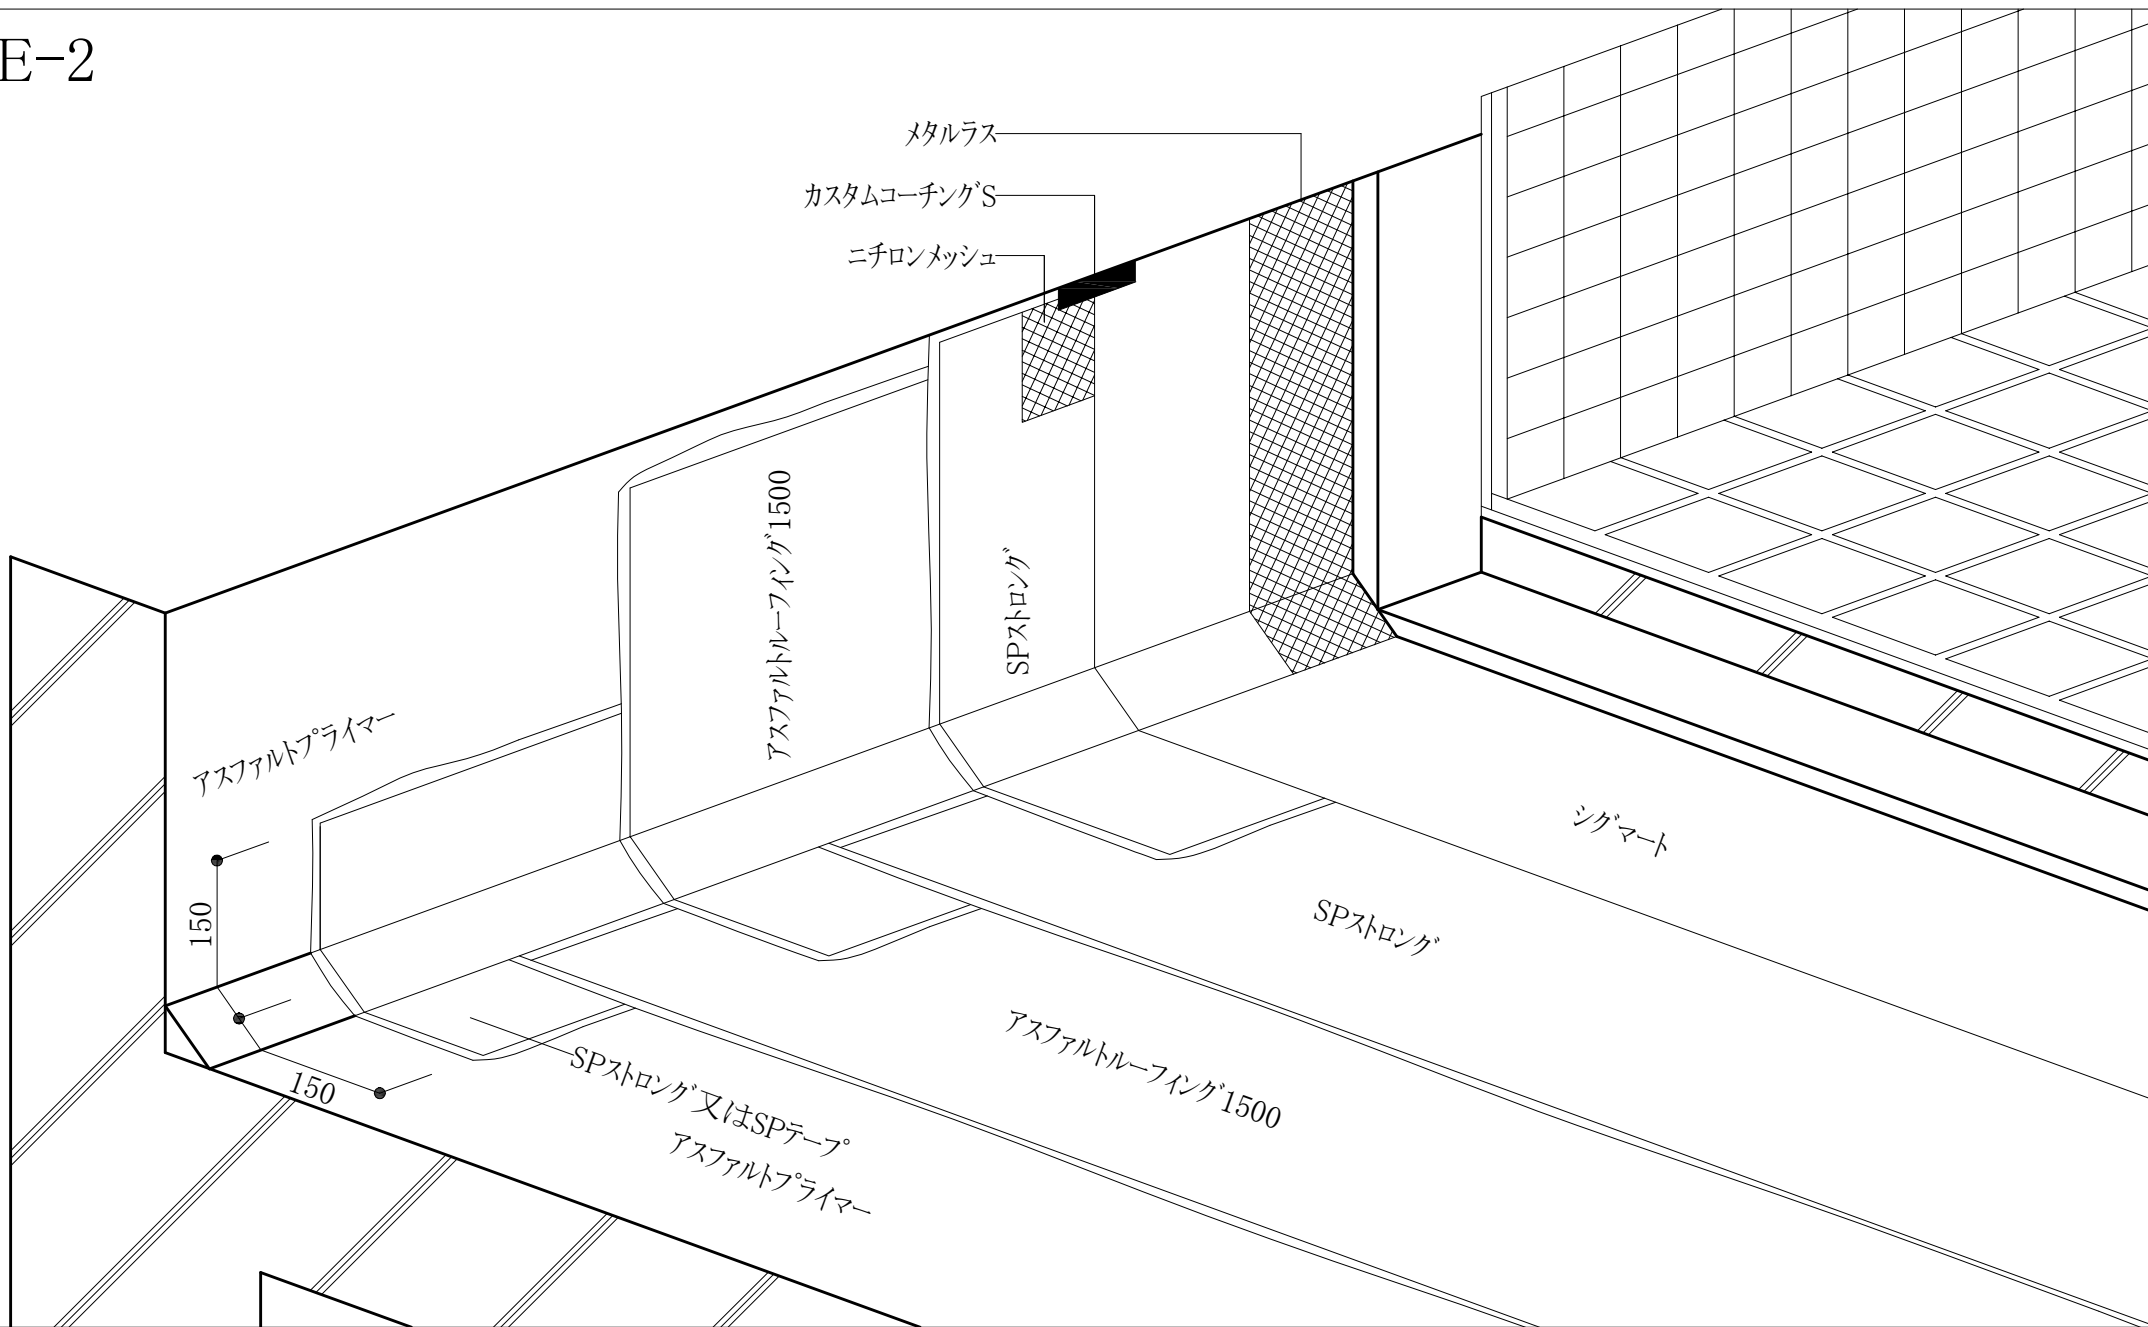 E-2
メタルラス
カスタムコーチングS
ニチロンメッシュ
アスファルトルーフィング1500
SPストロング
アスファルトプライマー
150
150
シグマート
SPストロング
アスファルトルーフィング1500
SPストロング又はSPテープ
アスファルトプライマー